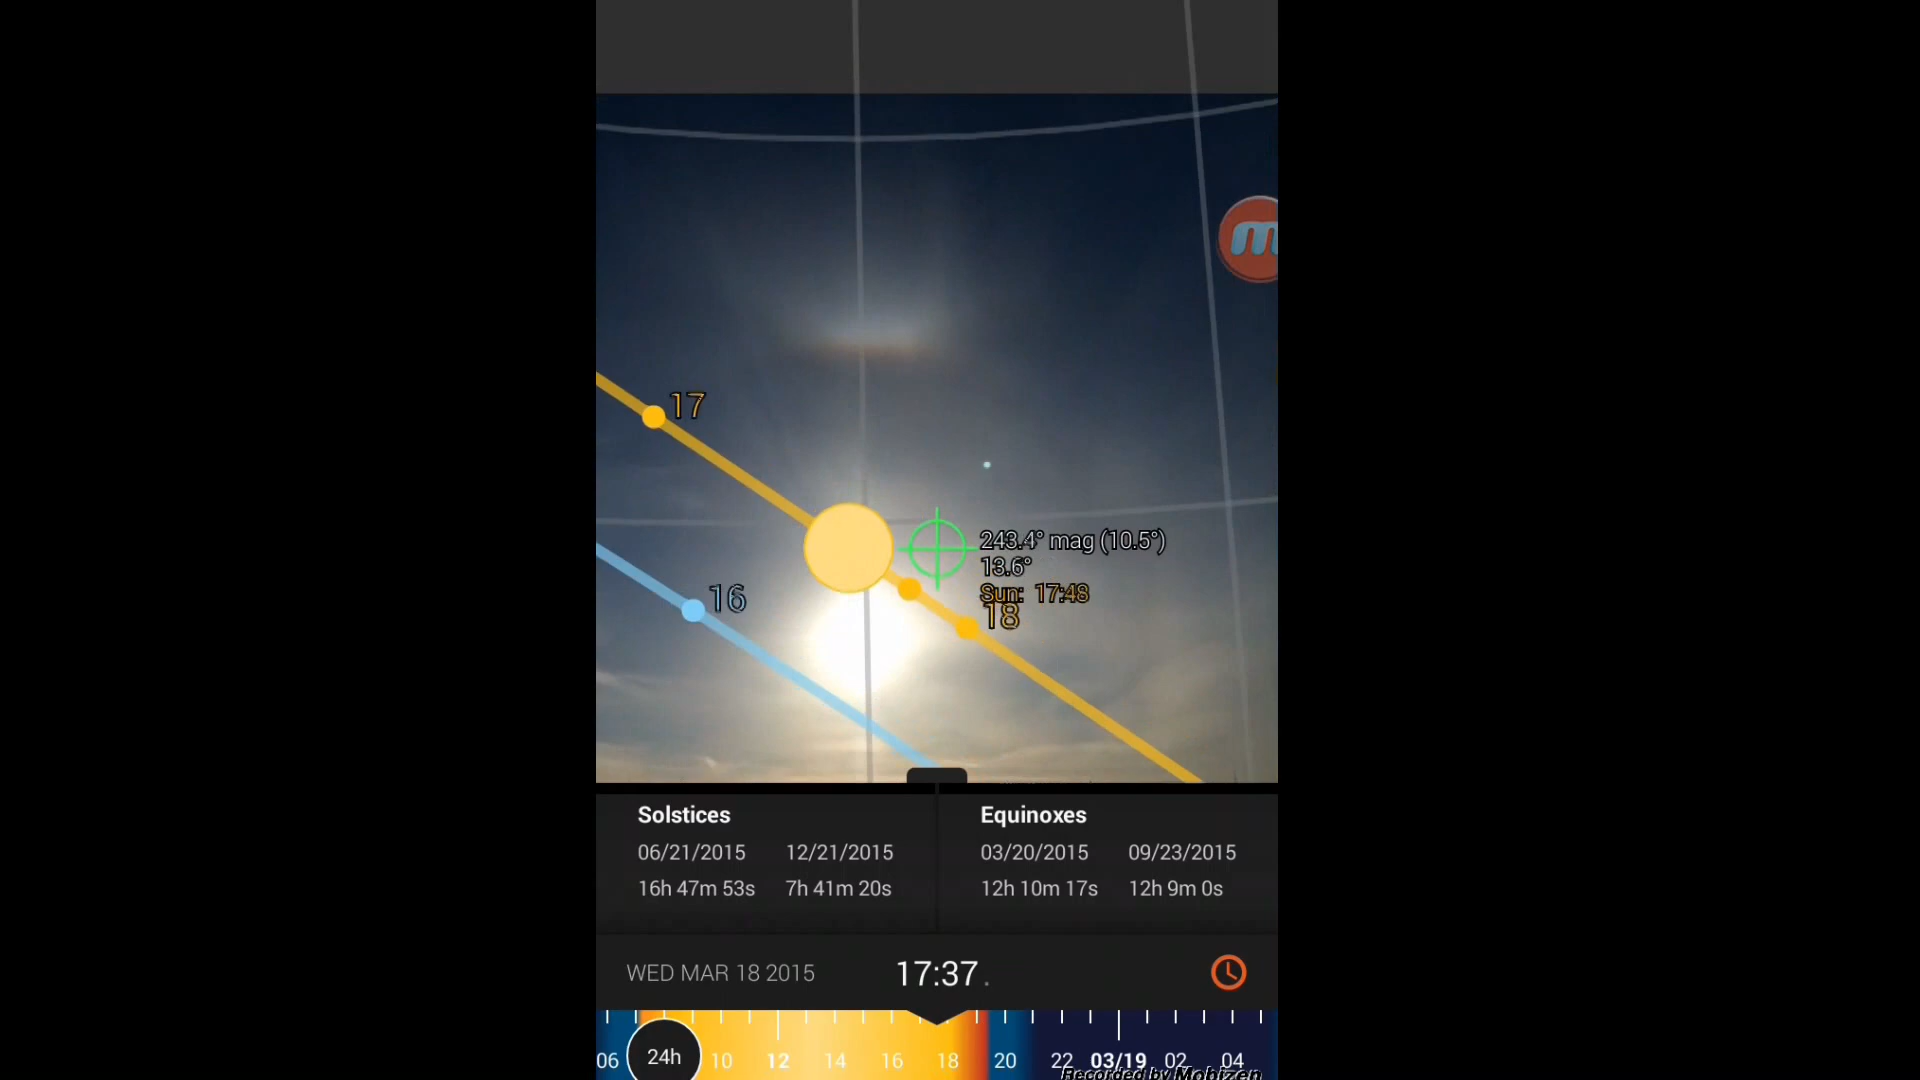 m
17
243.4° mag (10.5°)
13.6°
Sun: 17:48
18
16
Solstices
06/21/2015 12/21/2015
16h 47m 53s 7h 41m 20s
Equinoxes
03/20/2015 09/23/2015
12h 10m 17s 12h 9m 0s
WED MAR 18 2015 17:37.
06 24h 10 12 14 16 18 20 22 03/19 02 04
Recorded by Mobizen